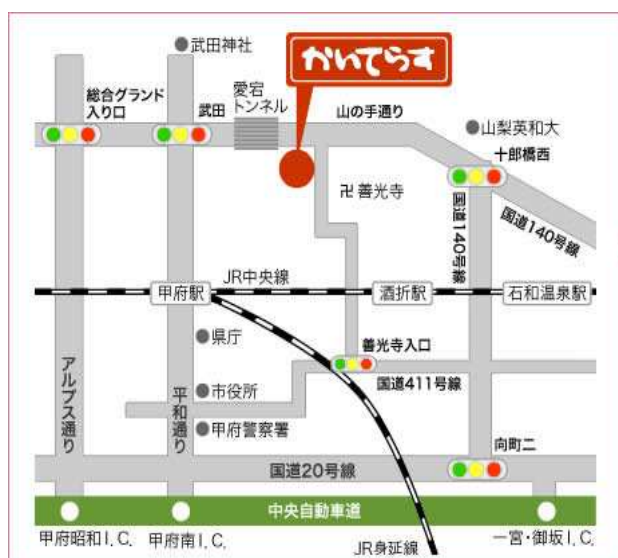 武田神社
かいてらす
総合グランド
入り口
武田
愛宕
トンネル
山の手通り
山梨英和大
十郎橋西
卍善光寺
国道140号線
国道140号線
JR中央線
甲府駅
酒折駅
石和温泉駅
県庁
善光寺入口
国道411号線
アルプス通り
平和通り
市役所
甲府警察署
向町二
国道20号線
中央自動車道
甲府昭和I.C.
甲府南I.C.
JR身延線
一宮・御坂I.C.